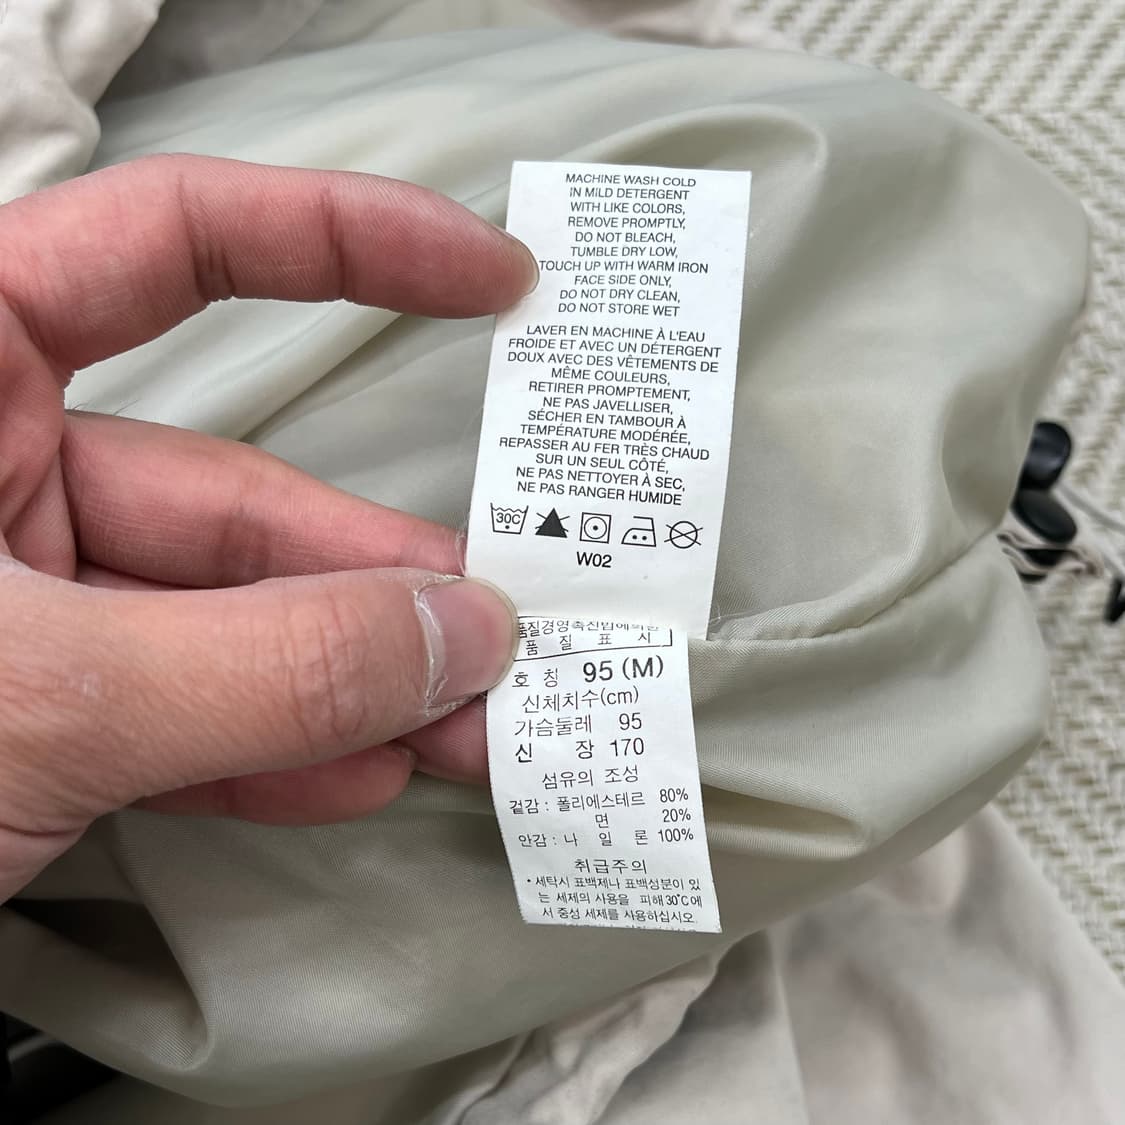 MACHINE WASH COLD
IN MILD DETERGENT
WITH LIKE COLORS,
REMOVE PROMPTLY,
DO NOT BLEACH,
TUMBLE DRY LOW,
TOUCH UP WITH WARM IRON
FACE SIDE ONLY,
DO NOT DRY CLEAN,
DO NOT STORE WET
LAVER EN MACHINE À L'EAU
FROIDE ET AVEC UN DÉTERGENT
DOUX AVEC DES VÊTEMENTS DE
MÊME COULEURS,
RETIRER PROMPTEMENT,
NE PAS JAVELLISER,
SÉCHER EN TAMBOUR À
TEMPÉRATURE MODÉRÉE,
REPASSER AU FER TRÈS CHAUD
SUR UN SEUL CÔTÉ,
NE PAS NETTOYER À SEC,
NE PAS RANGER HUMIDE
30C
W02
품질경영촉진법에의한
품 질 표 시
호 칭 95 (M)
신체치수(cm)
가슴둘레 95
신 장 170
섬유의 조성
겉감 : 폴리에스테르 80%
면 20%
안감 : 나 일 론 100%
취급주의
• 세탁시 표백제나 표백성분이 있
는 세제의 사용을 피해 30°C에
서 중성 세제를 사용하십시오.